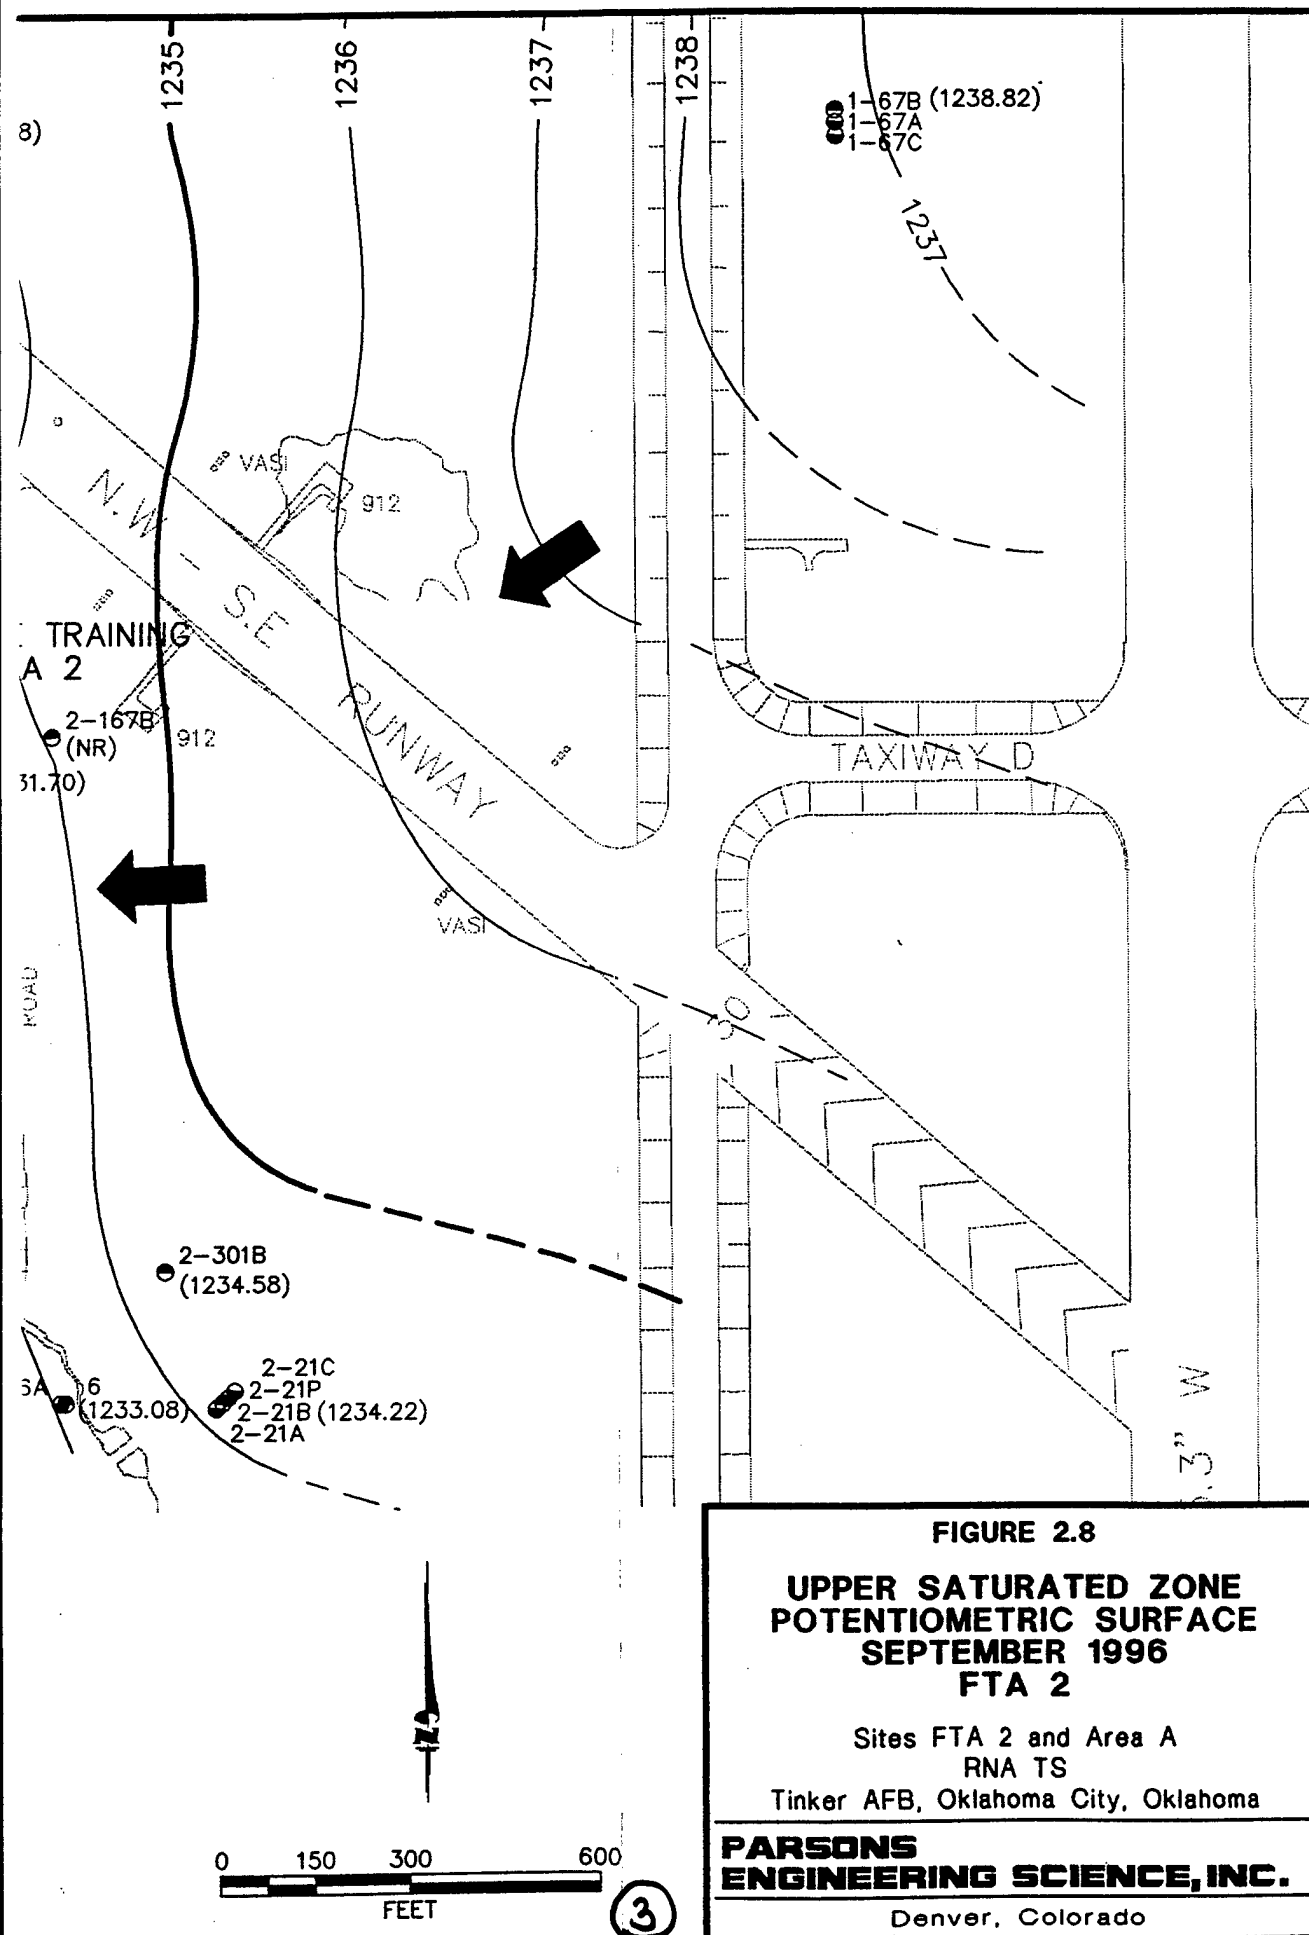 1235
1236
1237
1238
8)
1-67B (1238.82)
1-67A
1-67C
1237
VASI
912
N.W - S.E RUNWAY
TRAINING
A 2
2-167B
(NR)
912
31.70)
TAXIWAY D
VASI
ROAD
30
2-301B
(1234.58)
2-21C
2-21P
2-21B (1234.22)
2-21A
6
(1233.08)
.3" W
N
0 150 300 600
FEET
3
FIGURE 2.8
UPPER SATURATED ZONE
POTENTIOMETRIC SURFACE
SEPTEMBER 1996
FTA 2
Sites FTA 2 and Area A
RNA TS
Tinker AFB, Oklahoma City, Oklahoma
PARSONS
ENGINEERING SCIENCE, INC.
Denver, Colorado